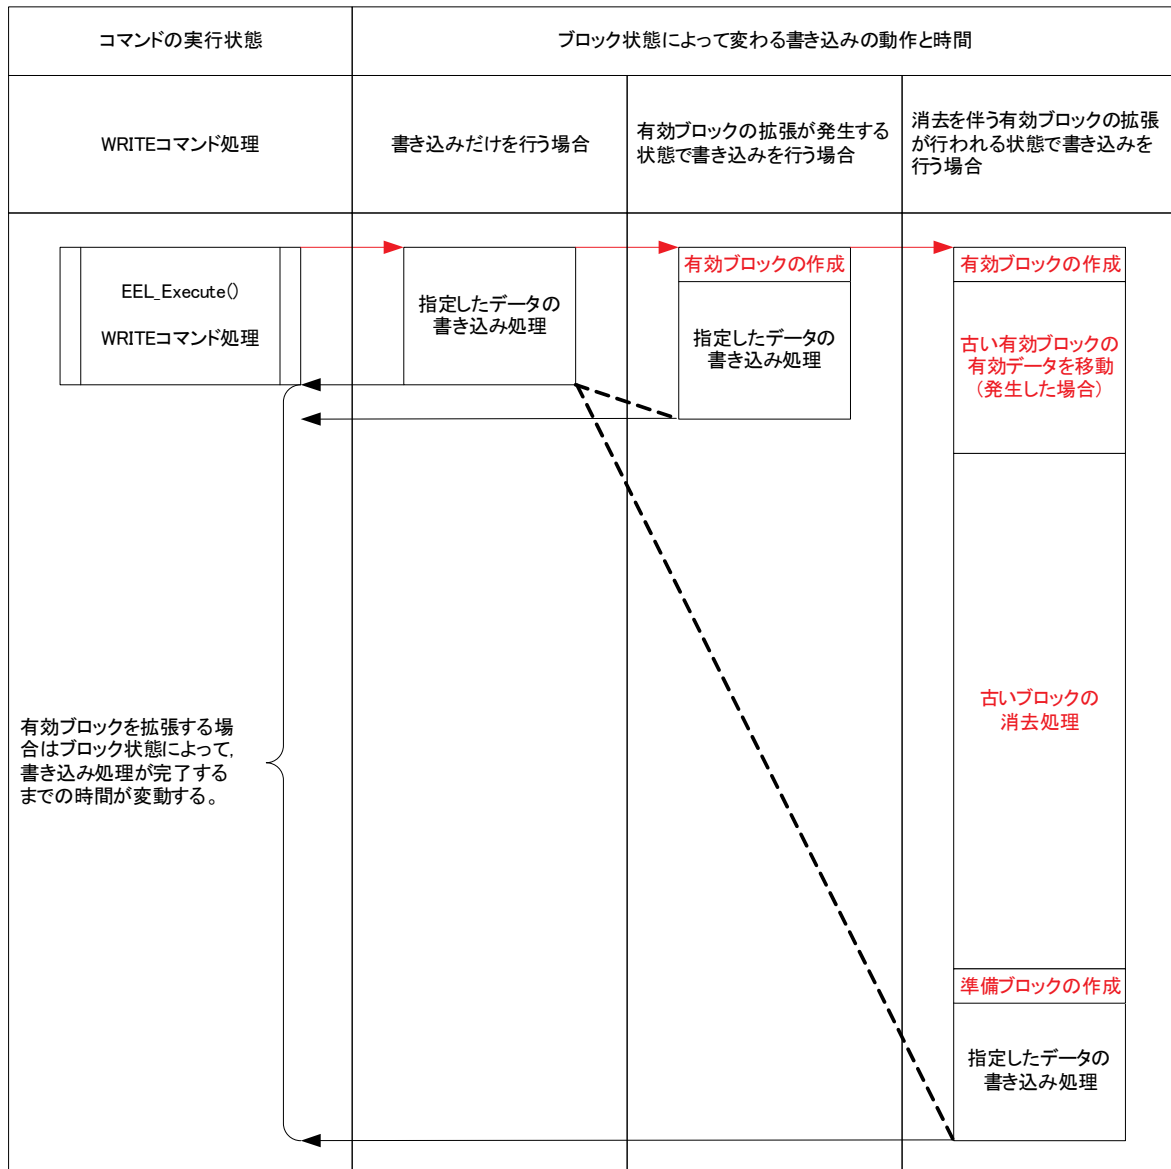 コマンドの実行状態
ブロック状態によって変わる書き込みの動作と時間
WRITEコマンド処理
書き込みだけを行う場合
有効ブロックの拡張が発生する
状態で書き込みを行う場合
消去を伴う有効ブロックの拡張
が行われる状態で書き込みを
行う場合
EEL_Execute()
WRITEコマンド処理
指定したデータの
書き込み処理
有効ブロックの作成
指定したデータの
書き込み処理
有効ブロックの作成
古い有効ブロックの
有効データを移動
(発生した場合)
古いブロックの
消去処理
準備ブロックの作成
指定したデータの
書き込み処理
有効ブロックを拡張する場
合はブロック状態によって,
書き込み処理が完了する
までの時間が変動する。